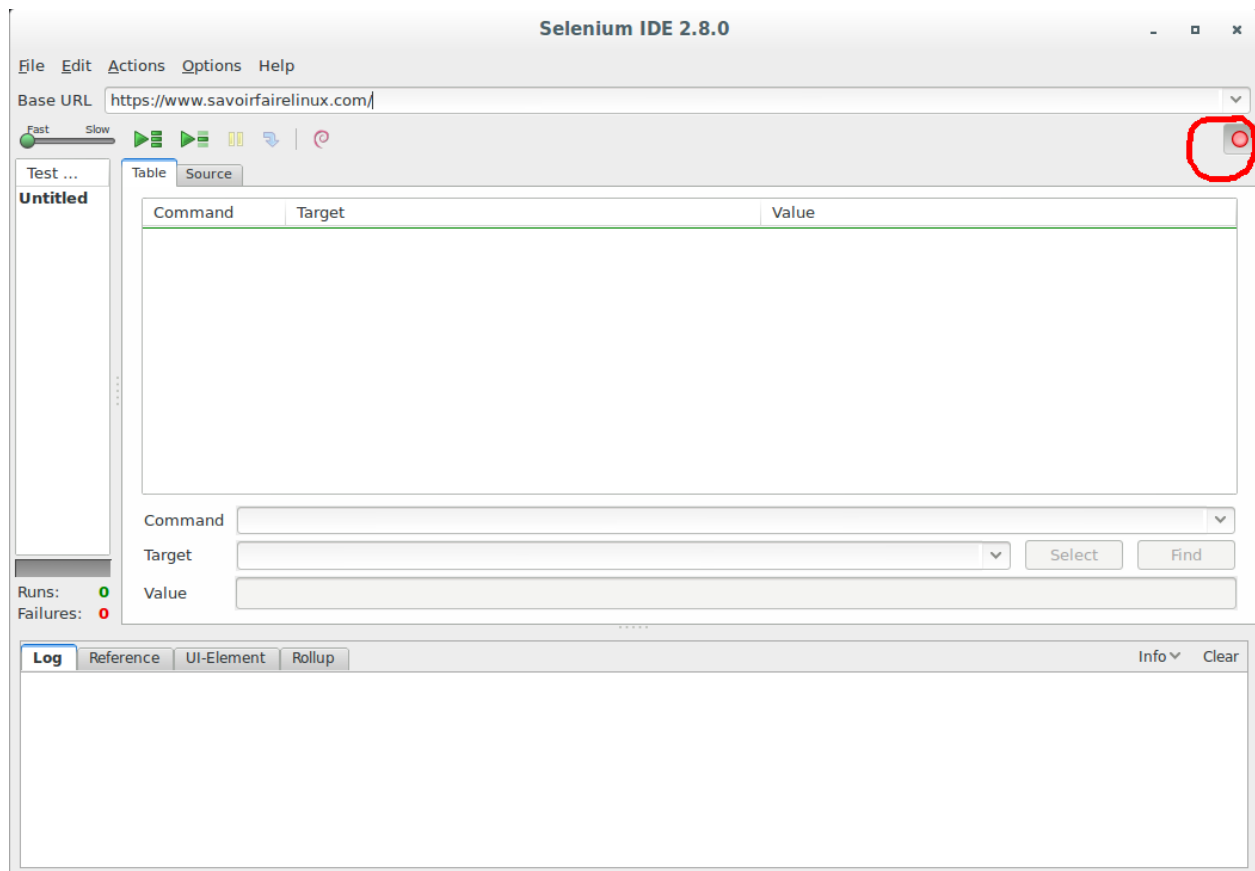 Selenium IDE 2.8.0
File Edit Actions Options Help
Base URL https://www.savoirfairelinux.com/
Fast Slow
Test ...
Table Source
Untitled
Command Target Value
Command
Target Select Find
Runs: 0
Value
Failures: 0
Log Reference UI-Element Rollup Info Clear